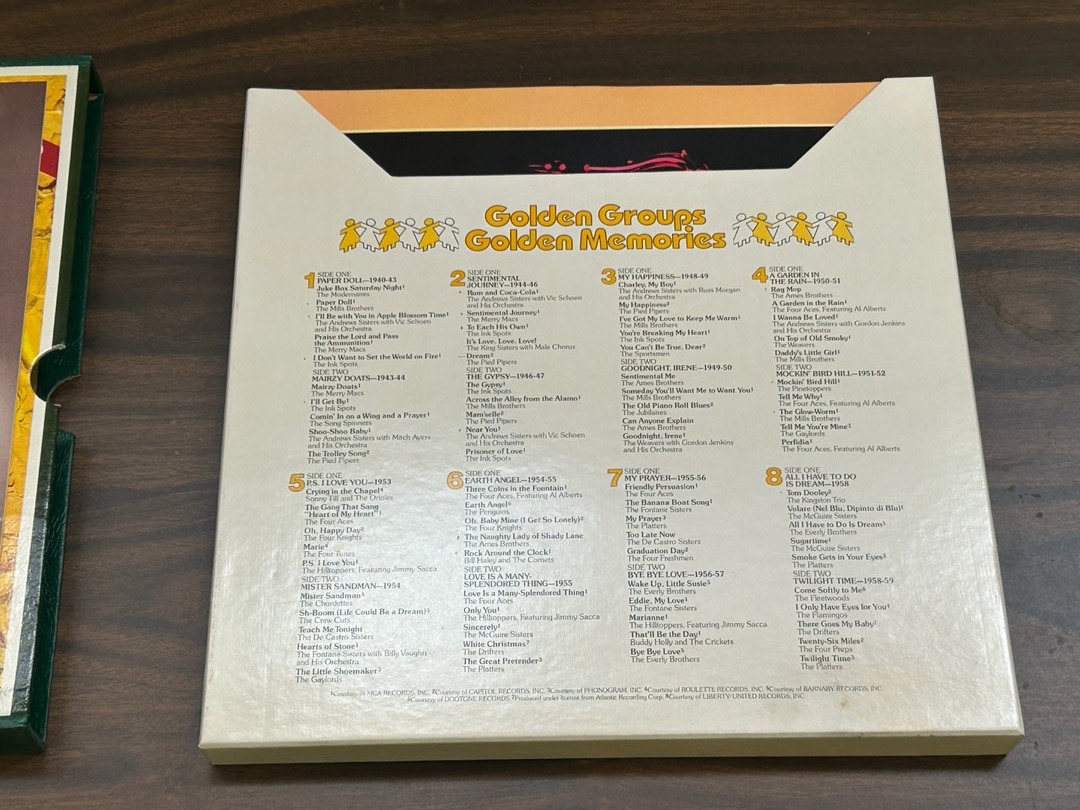 Golden Groups
Golden Memories
1 SIDE ONE
PAPER DOLL—1940-43
Juke Box Saturday Night¹
The Modernaires
Paper Doll¹
The Mills Brothers
I'll Be with You in Apple Blossom Time¹
The Andrews Sisters with Vic Schoen
and His Orchestra
Praise the Lord and Pass
the Ammunition¹
The Merry Macs
I Don't Want to Set the World on Fire¹
The Ink Spots
SIDE TWO
MAIRZY DOATS—1943-44
Mairzy Doats¹
The Merry Macs
I'll Get By¹
The Ink Spots
Comin' In on a Wing and a Prayer¹
The Song Spinners
Shoo-Shoo Baby¹
The Andrews Sisters with Mitch Ayers
and His Orchestra
The Trolley Song²
The Pied Pipers
2 SIDE ONE
SENTIMENTAL
JOURNEY—1944-46
Rum and Coca-Cola¹
The Andrews Sisters with Vic Schoen
and His Orchestra
Sentimental Journey¹
The Merry Macs
To Each His Own¹
The Ink Spots
It's Love, Love, Love!
The King Sisters with Male Chorus
Dream²
The Pied Pipers
SIDE TWO
THE GYPSY—1946-47
The Gypsy¹
The Ink Spots
Across the Alley from the Alamo¹
The Mills Brothers
Mam'selle²
The Pied Pipers
Near You¹
The Andrews Sisters with Vic Schoen
and His Orchestra
Prisoner of Love¹
The Ink Spots
3 SIDE ONE
MY HAPPINESS—1948-49
Charley, My Boy¹
The Andrews Sisters with Russ Morgan
and His Orchestra
My Happiness²
The Pied Pipers
I've Got My Love to Keep Me Warm¹
The Mills Brothers
You're Breaking My Heart¹
The Ink Spots
You Can't Be True, Dear²
The Sportsmen
SIDE TWO
GOODNIGHT, IRENE—1949-50
Sentimental Me
The Ames Brothers
Someday You'll Want Me to Want You¹
The Mills Brothers
The Old Piano Roll Blues²
The Jubilaires
Can Anyone Explain
The Ames Brothers
Goodnight, Irene¹
The Weavers with Gordon Jenkins
and His Orchestra
4 SIDE ONE
A GARDEN IN
THE RAIN—1950-51
Rag Mop
The Ames Brothers
A Garden in the Rain¹
The Four Aces, Featuring Al Alberts
I Wanna Be Loved¹
The Andrews Sisters with Gordon Jenkins
and His Orchestra
On Top of Old Smoky¹
The Weavers
Daddy's Little Girl¹
The Mills Brothers
SIDE TWO
MOCKIN' BIRD HILL—1951-52
Mockin' Bird Hill¹
The Pinetoppers
Tell Me Why¹
The Four Aces, Featuring Al Alberts
The Glow-Worm¹
The Mills Brothers
Tell Me You're Mine³
The Gaylords
Perfidia¹
The Four Aces, Featuring Al Alberts
5 SIDE ONE
P.S. I LOVE YOU—1953
Crying in the Chapel⁴
Sonny Till and The Orioles
The Gang That Sang
"Heart of My Heart"¹
The Four Aces
Oh, Happy Day²
The Four Knights
Marie⁴
The Four Tunes
P.S. I Love You¹
The Hilltoppers, Featuring Jimmy Sacca
SIDE TWO
MISTER SANDMAN—1954
Mister Sandman⁵
The Chordettes
Sh-Boom (Life Could Be a Dream)³
The Crew Cuts
Teach Me Tonight
The De Castro Sisters
Hearts of Stone¹
The Fontane Sisters with Billy Vaughn
and His Orchestra
The Little Shoemaker³
The Gaylords
6 SIDE ONE
EARTH ANGEL—1954-55
Three Coins in the Fountain¹
The Four Aces, Featuring Al Alberts
Earth Angel⁶
The Penguins
Oh, Baby Mine (I Get So Lonely)²
The Four Knights
The Naughty Lady of Shady Lane
The Ames Brothers
Rock Around the Clock¹
Bill Haley and The Comets
SIDE TWO
LOVE IS A MANY-
SPLENDORED THING—1955
Love Is a Many-Splendored Thing¹
The Four Aces
Only You¹
The Hilltoppers, Featuring Jimmy Sacca
Sincerely¹
The McGuire Sisters
White Christmas⁷
The Drifters
The Great Pretender³
The Platters
7 SIDE ONE
MY PRAYER—1955-56
Friendly Persuasion¹
The Four Aces
The Banana Boat Song¹
The Fontane Sisters
My Prayer³
The Platters
Too Late Now
The De Castro Sisters
Graduation Day²
The Four Freshmen
SIDE TWO
BYE BYE LOVE—1956-57
Wake Up, Little Susie⁵
The Everly Brothers
Eddie, My Love¹
The Fontane Sisters
Marianne¹
The Hilltoppers, Featuring Jimmy Sacca
That'll Be the Day¹
Buddy Holly and The Crickets
Bye Bye Love⁵
The Everly Brothers
8 SIDE ONE
ALL I HAVE TO DO
IS DREAM—1958
Tom Dooley²
The Kingston Trio
Volare (Nel Blu, Dipinto di Blu)¹
The McGuire Sisters
All I Have to Do Is Dream⁵
The Everly Brothers
Sugartime¹
The McGuire Sisters
Smoke Gets in Your Eyes³
The Platters
SIDE TWO
TWILIGHT TIME—1958-59
Come Softly to Me⁸
The Fleetwoods
I Only Have Eyes for You⁴
The Flamingos
There Goes My Baby⁷
The Drifters
Twenty-Six Miles²
The Four Preps
Twilight Time³
The Platters
¹Courtesy of MCA RECORDS, INC. ²Courtesy of CAPITOL RECORDS, INC. ³Courtesy of PHONOGRAM, INC. ⁴Courtesy of ROULETTE RECORDS, INC. ⁵Courtesy of BARNABY RECORDS, INC.
⁶Courtesy of DOOTONE RECORDS ⁷Produced under license from Atlantic Recording Corp. ⁸Courtesy of LIBERTY/UNITED RECORDS, INC.